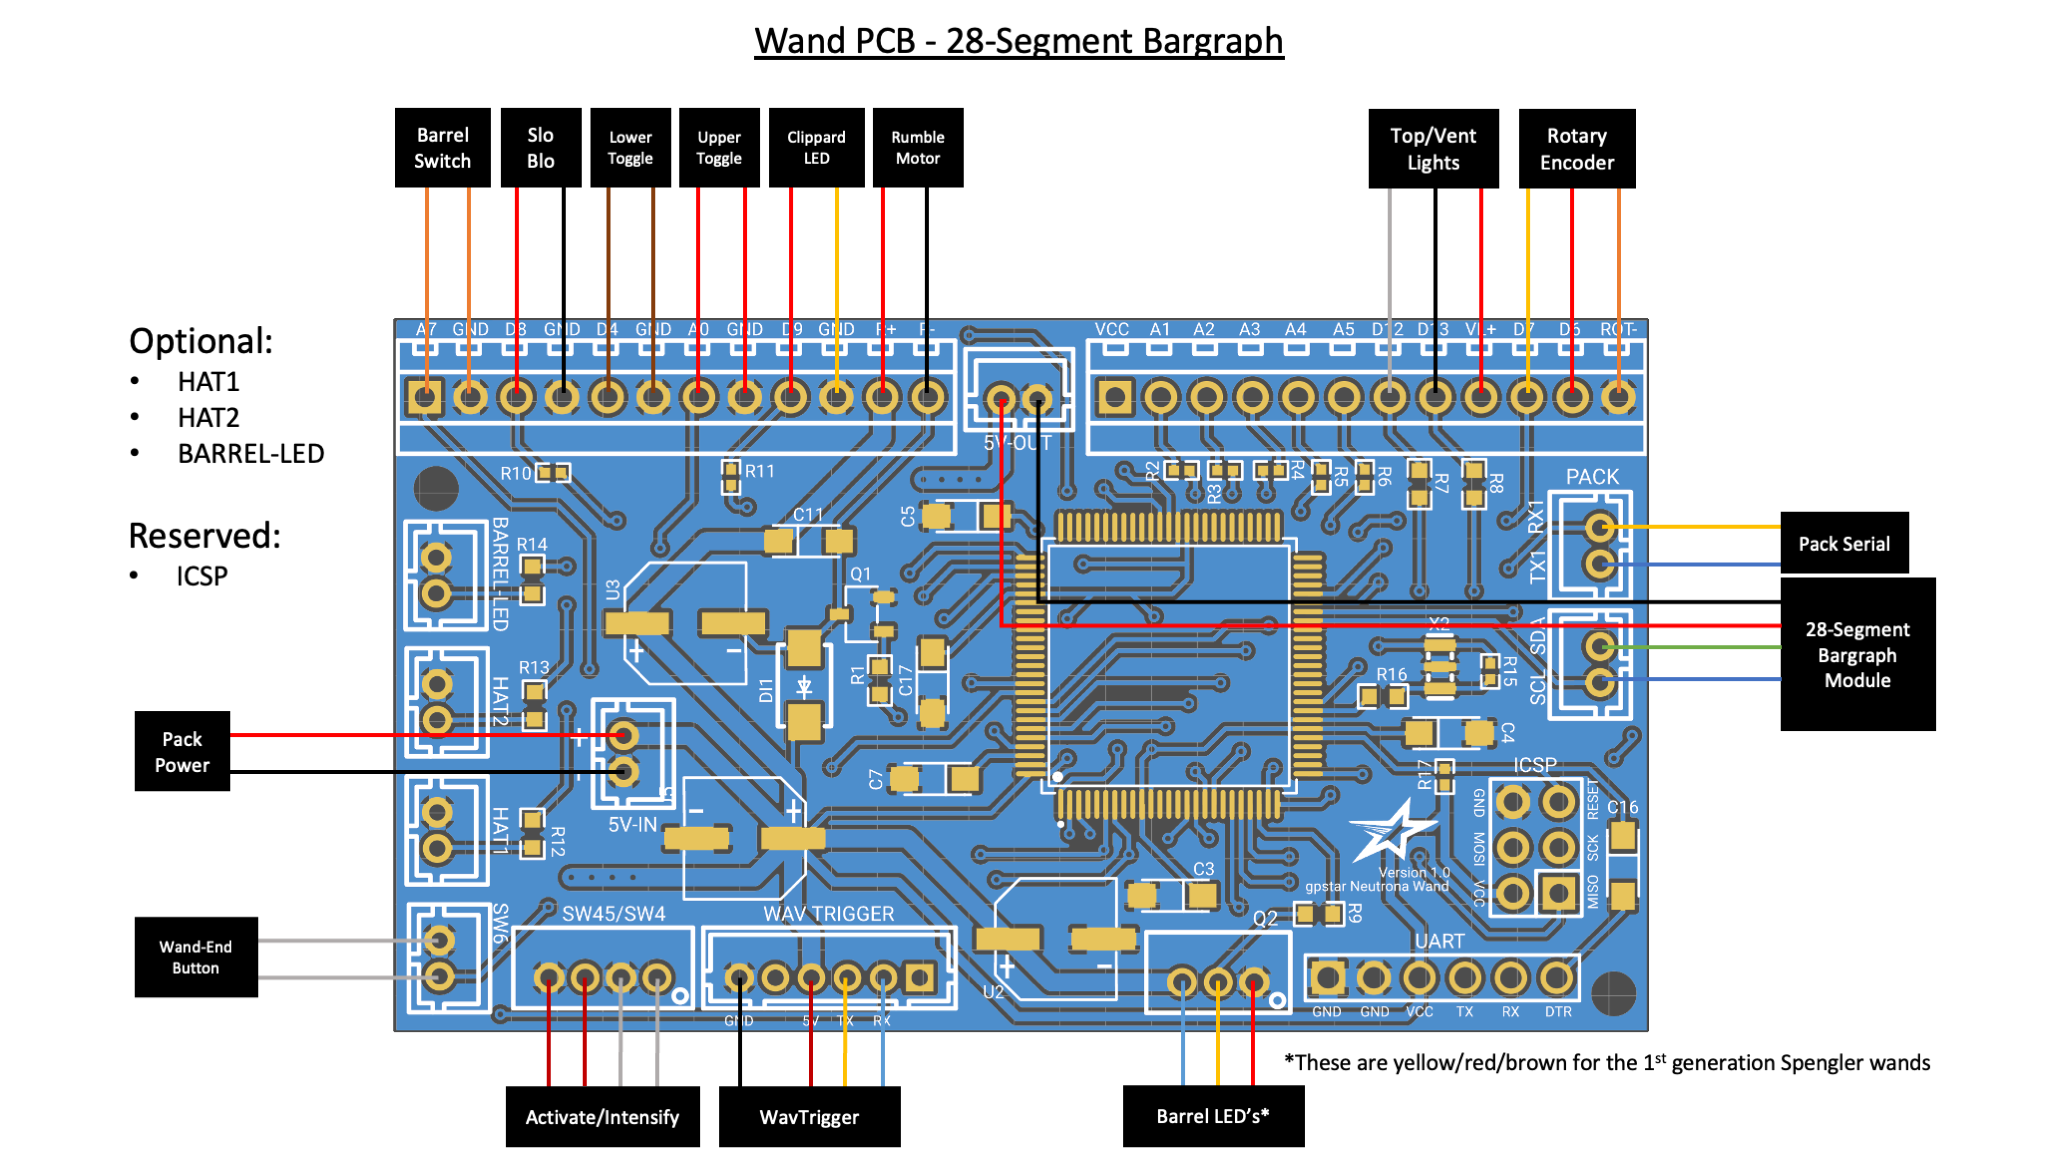 Wand PCB - 28-Segment Bargraph
Barrel
Switch
Slo
Blo
Lower
Toggle
Upper
Toggle
Clippard
LED
Rumble
Motor
Top/Vent
Lights
Rotary
Encoder
Optional:
• HAT1
• HAT2
• BARREL-LED
Reserved:
• ICSP
A7 GND D8 GND D4 GND A0 GND D9 GND R+ R-
VCC A1 A2 A3 A4 A5 D12 D13 VL+ D7 D6 ROT-
5V-OUT
R10
R11
R2
R3
R4
R5
R6
R7
R8
PACK
RX1
TX1
C5
C11
BARREL-LED
R14
U3
Q1
+
−
Pack Serial
SDA
SCL
X2
R15
R16
28-Segment
Bargraph
Module
R13
HAT2
DI1
R1
C17
C4
Pack
Power
+
−
5V-IN
C7
R17
ICSP
GND
RESET
MOSI
SCK
VCC
MISO
C16
HAT1
R12
−
+
Version 1.0
gpstar Neutrona Wand
C3
R9
Q2
SW6
SW45/SW4
WAV TRIGGER
UART
Wand-End
Button
+
−
U2
GND 5V TX RX
GND GND VCC TX RX DTR
*These are yellow/red/brown for the 1st generation Spengler wands
Activate/Intensify
WavTrigger
Barrel LED's*